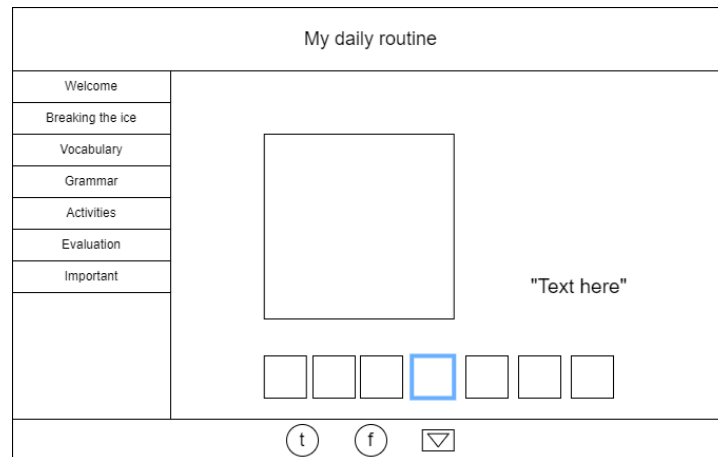 My daily routine
Welcome
Breaking the ice
Vocabulary
Grammar
Activities
Evaluation
Important
"Text here"
t f